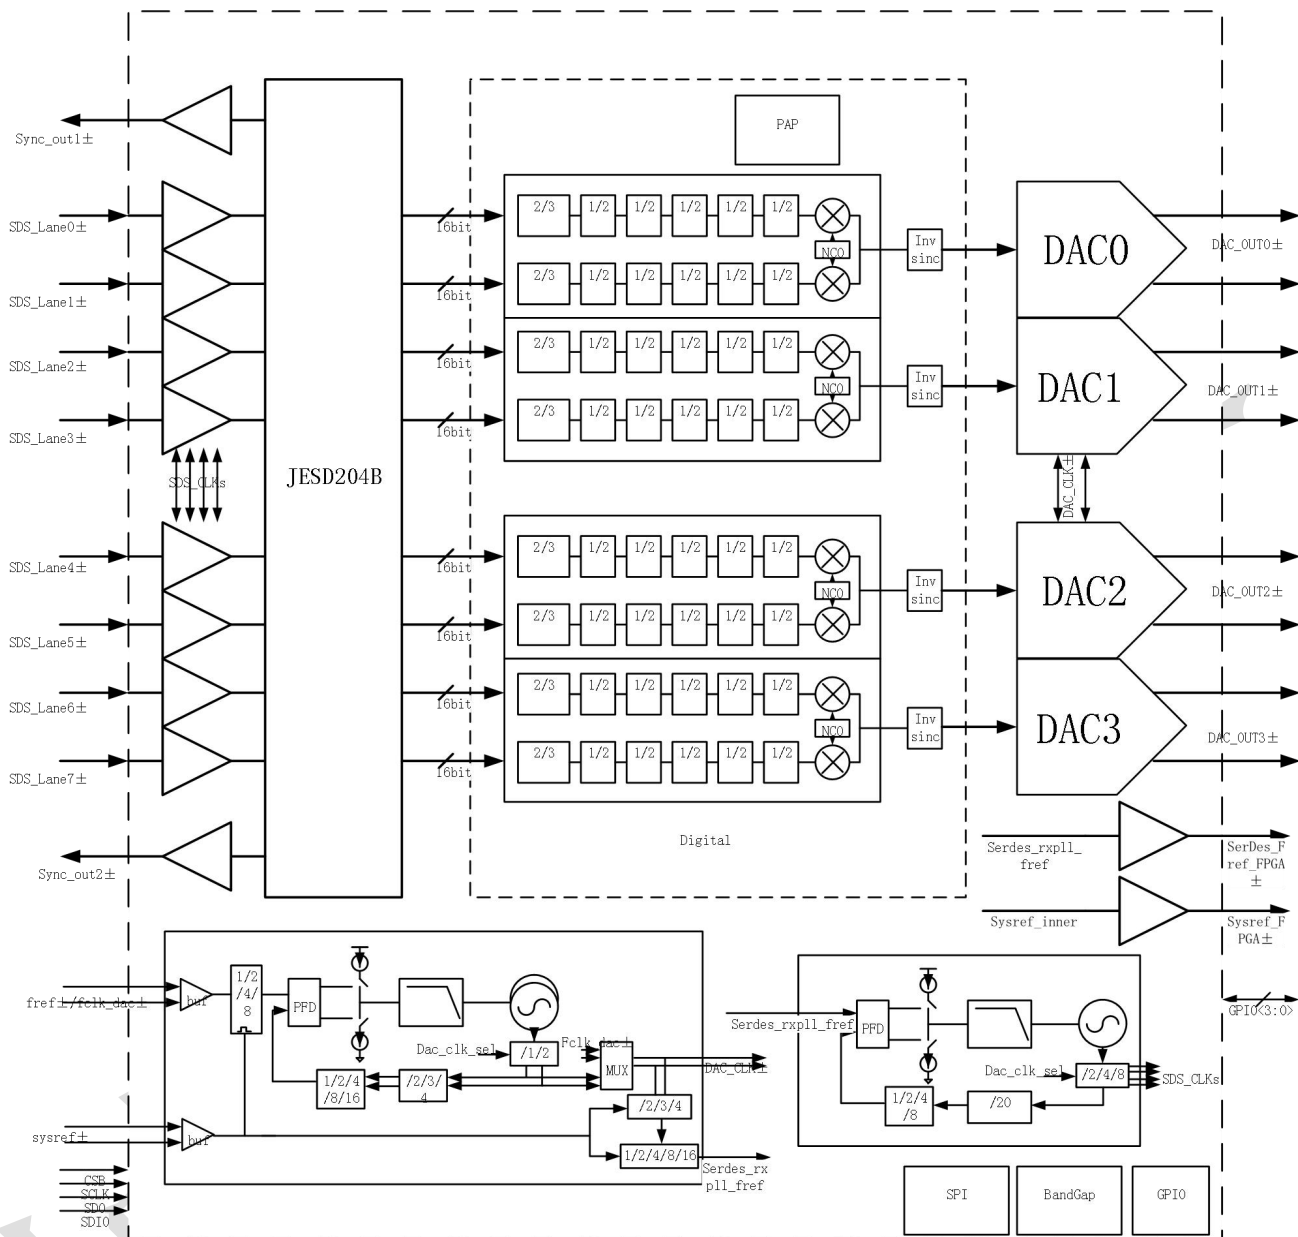 PAP
Sync_out1±
2/3 1/2 1/2 1/2 1/2 1/2
SDS_Lane0±
16bit
NCO
Inv
sinc
DAC0
DAC_OUT0±
2/3 1/2 1/2 1/2 1/2 1/2
SDS_Lane1±
16bit
2/3 1/2 1/2 1/2 1/2 1/2
SDS_Lane2±
16bit
NCO
Inv
sinc
DAC1
DAC_OUT1±
2/3 1/2 1/2 1/2 1/2 1/2
SDS_Lane3±
16bit
SDS_CLKs
JESD204B
DAC_CLK±
2/3 1/2 1/2 1/2 1/2 1/2
SDS_Lane4±
16bit
NCO
Inv
sinc
DAC2
DAC_OUT2±
2/3 1/2 1/2 1/2 1/2 1/2
SDS_Lane5±
16bit
2/3 1/2 1/2 1/2 1/2 1/2
SDS_Lane6±
16bit
NCO
Inv
sinc
DAC3
DAC_OUT3±
2/3 1/2 1/2 1/2 1/2 1/2
SDS_Lane7±
16bit
Digital
Sync_out2±
Serdes_rxpll_
fref
SerDes_F
ref_FPGA
±
Sysref_inner
Sysref_F
PGA±
fref±/fclk_dac±
buf
1/2
/4/
8
PFD
Dac_clk_sel
/1/2
Fclk_dac±
MUX
DAC_CLK±
1/2/4
/8/16
/2/3/
4
/2/3/4
sysref±
buf
1/2/4/8/16
Serdes_rx
pll_fref
Serdes_rxpll_fref
PFD
Dac_clk_sel
/2/4/8
SDS_CLKs
1/2/4
/8
/20
GPIO<3:0>
CSB
SCLK
SDO
SDIO
SPI
BandGap
GPIO